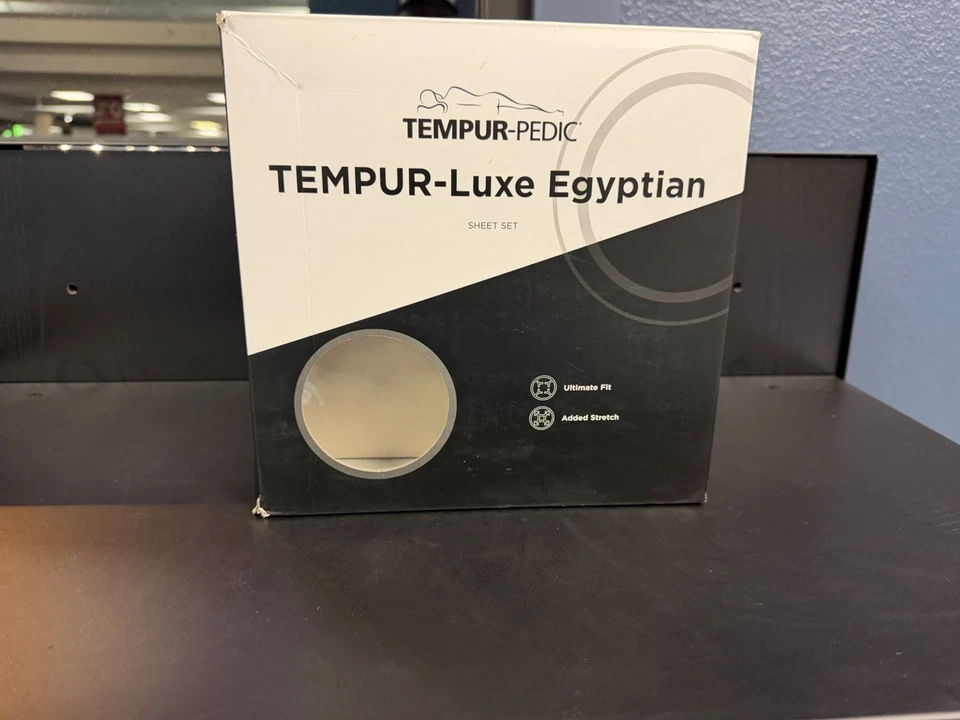 TEMPUR-PEDIC®
TEMPUR-Luxe Egyptian
SHEET SET
Ultimate Fit
Added Stretch